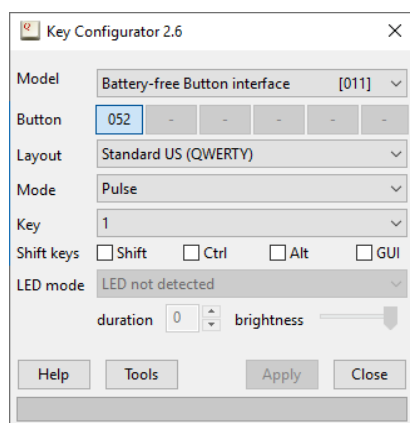 Key Configurator 2.6
Model Battery-free Button interface [011]
Button 052 - - - - -
Layout Standard US (QWERTY)
Mode Pulse
Key 1
Shift keys Shift Ctrl Alt GUI
LED mode LED not detected
duration 0 brightness
Help Tools Apply Close